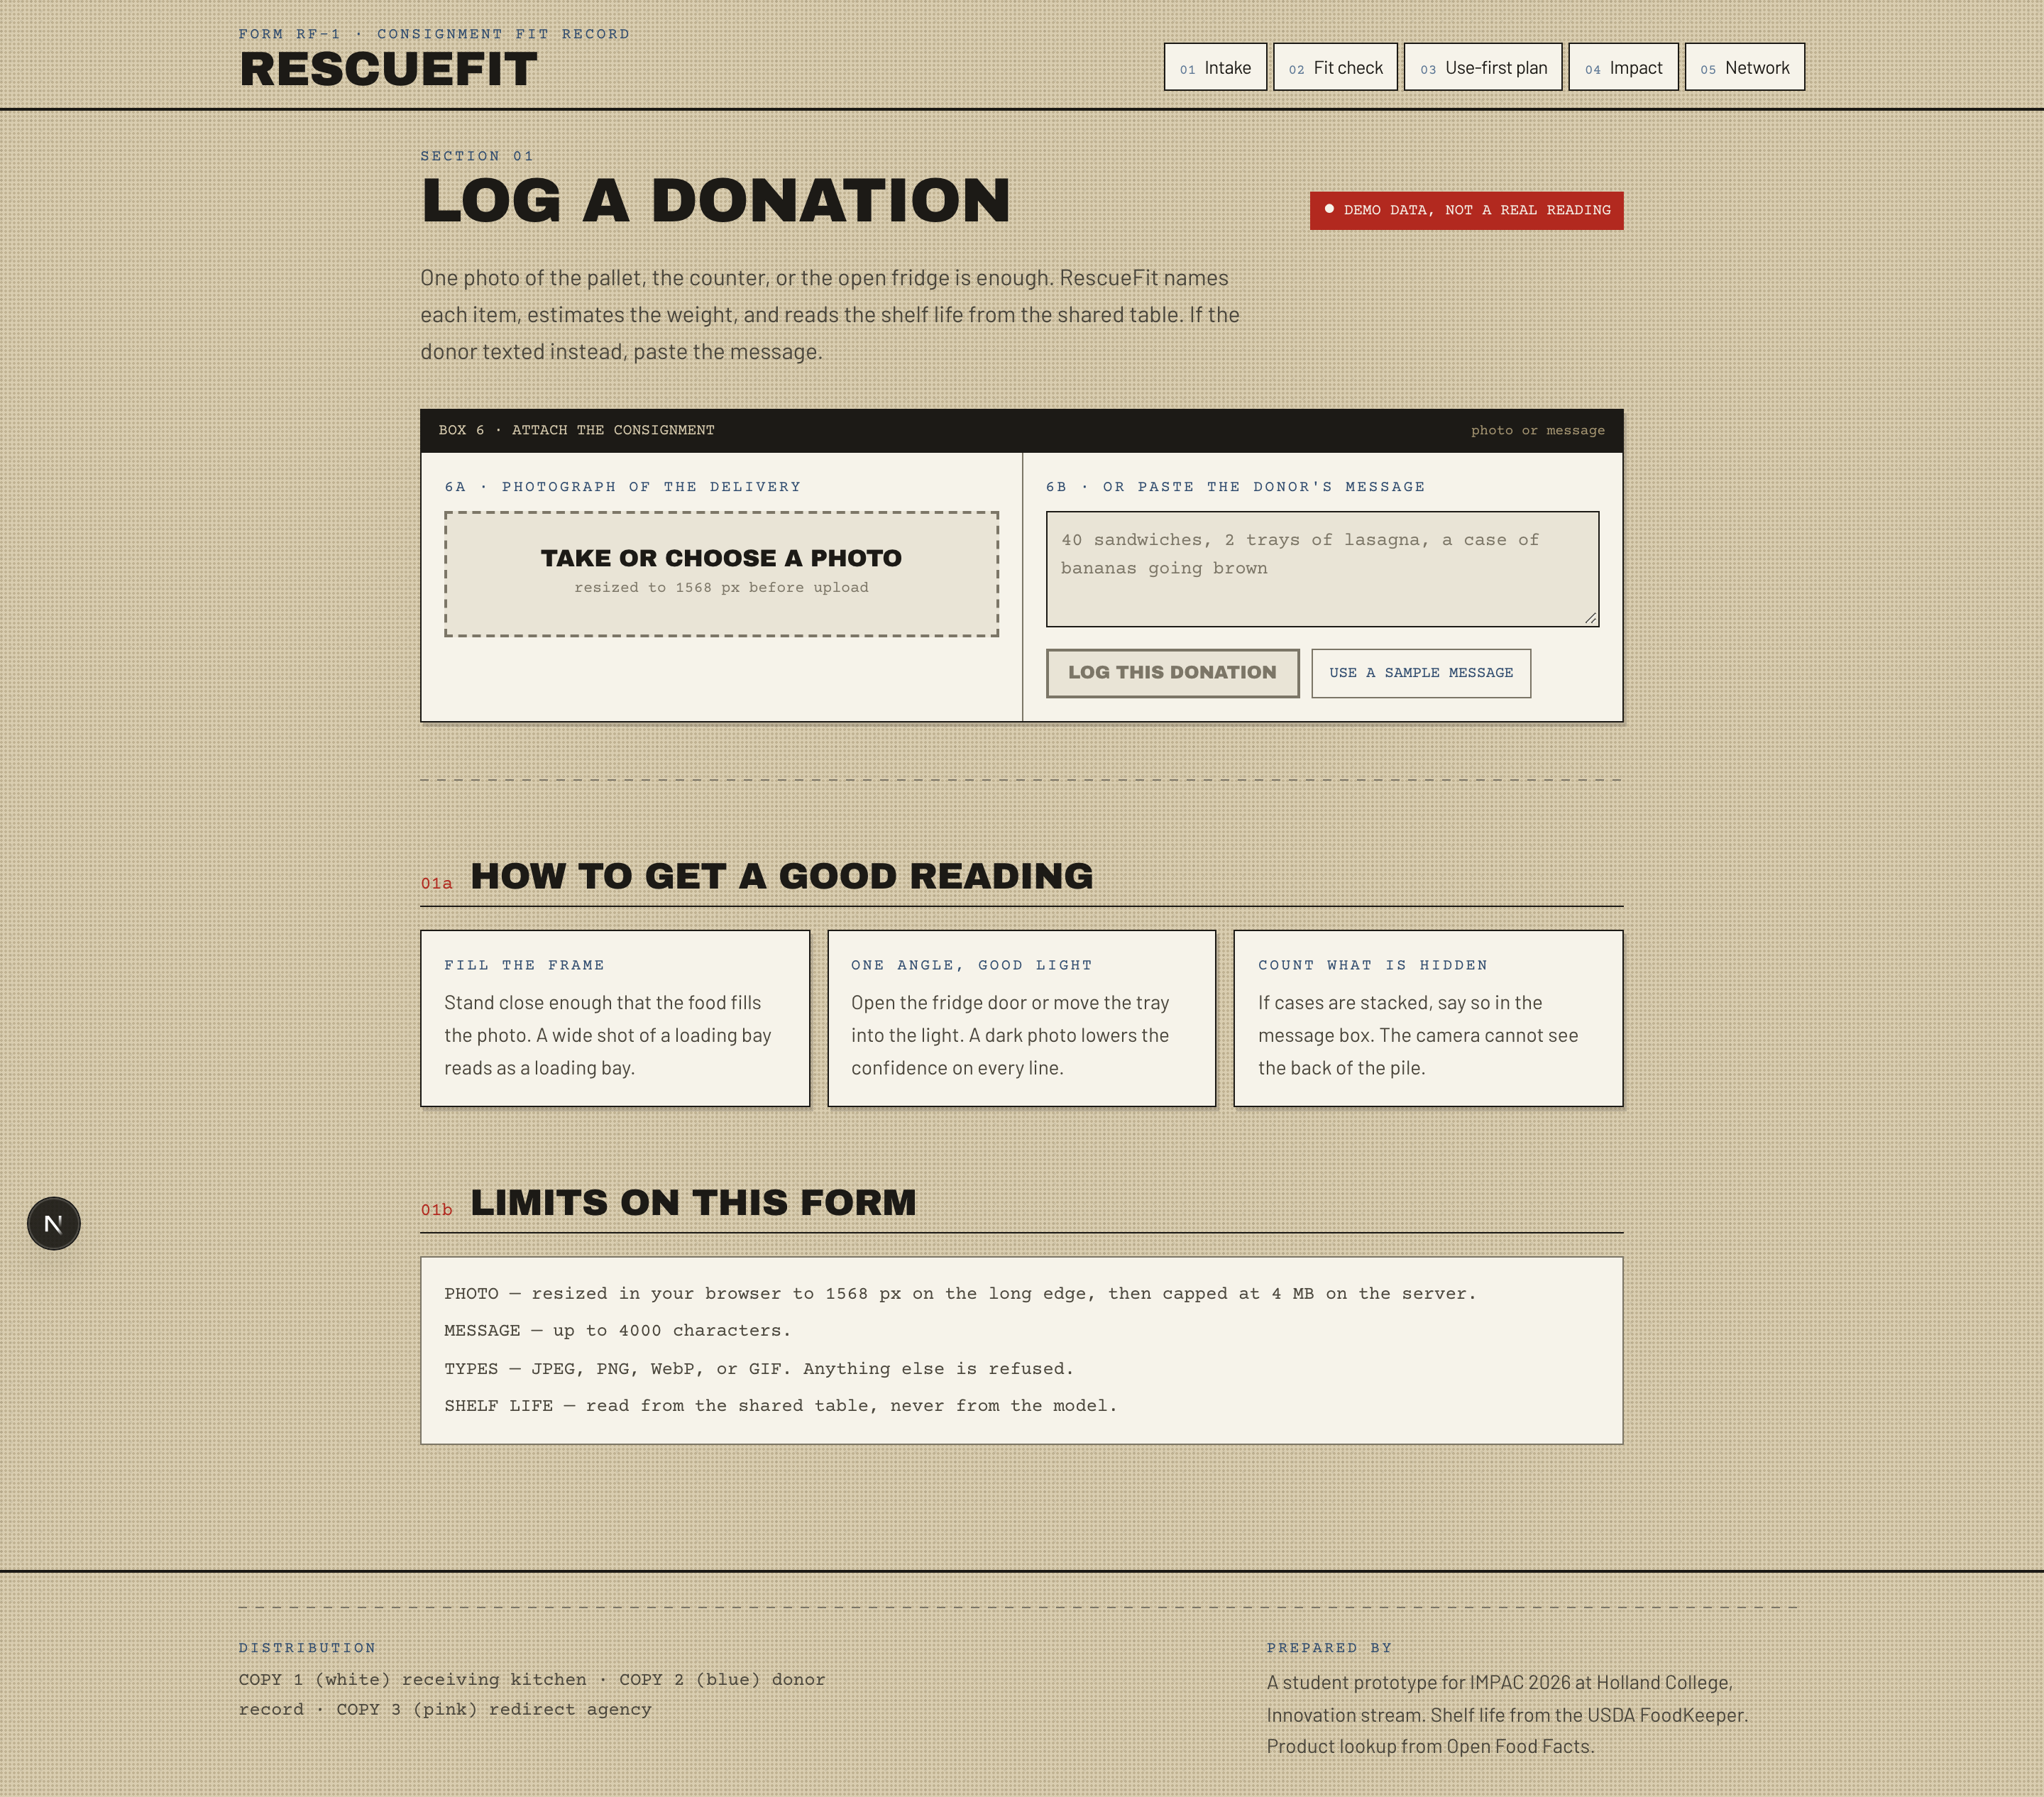 FORM RF-1 · CONSIGNMENT FIT RECORD
RESCUEFIT
01 Intake
02 Fit check
03 Use-first plan
04 Impact
05 Network
SECTION 01
LOG A DONATION
DEMO DATA, NOT A REAL READING
One photo of the pallet, the counter, or the open fridge is enough. RescueFit names
each item, estimates the weight, and reads the shelf life from the shared table. If the
donor texted instead, paste the message.
BOX 6 · ATTACH THE CONSIGNMENT
photo or message
6A · PHOTOGRAPH OF THE DELIVERY
TAKE OR CHOOSE A PHOTO
resized to 1568 px before upload
6B · OR PASTE THE DONOR'S MESSAGE
40 sandwiches, 2 trays of lasagna, a case of
bananas going brown
LOG THIS DONATION
USE A SAMPLE MESSAGE
01a HOW TO GET A GOOD READING
FILL THE FRAME
Stand close enough that the food fills
the photo. A wide shot of a loading bay
reads as a loading bay.
ONE ANGLE, GOOD LIGHT
Open the fridge door or move the tray
into the light. A dark photo lowers the
confidence on every line.
COUNT WHAT IS HIDDEN
If cases are stacked, say so in the
message box. The camera cannot see
the back of the pile.
01b LIMITS ON THIS FORM
PHOTO — resized in your browser to 1568 px on the long edge, then capped at 4 MB on the server.
MESSAGE — up to 4000 characters.
TYPES — JPEG, PNG, WebP, or GIF. Anything else is refused.
SHELF LIFE — read from the shared table, never from the model.
N
DISTRIBUTION
COPY 1 (white) receiving kitchen · COPY 2 (blue) donor
record · COPY 3 (pink) redirect agency
PREPARED BY
A student prototype for IMPAC 2026 at Holland College,
Innovation stream. Shelf life from the USDA FoodKeeper.
Product lookup from Open Food Facts.